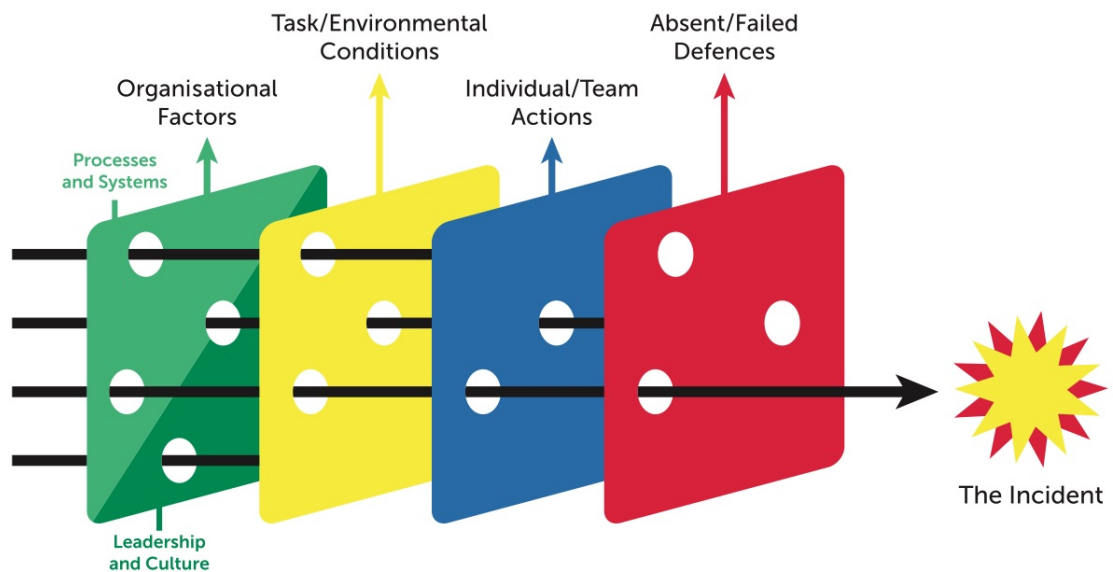 Task/Environmental
Conditions
Absent/Failed
Defences
Organisational
Factors
Individual/Team
Actions
Processes
and Systems
The Incident
Leadership
and Culture